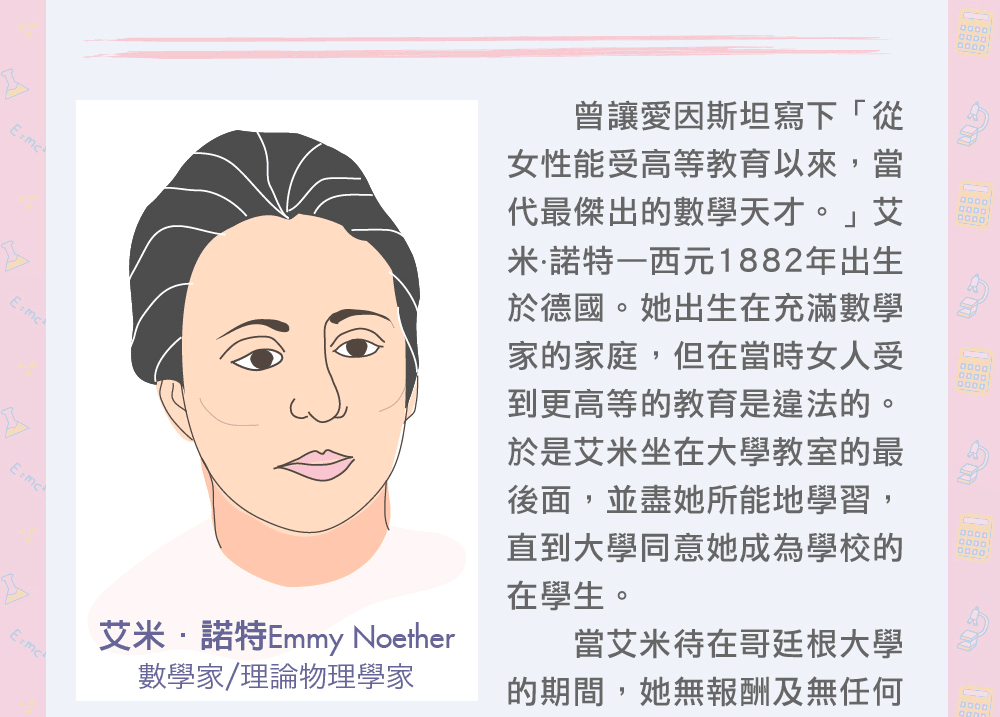 曾讓愛因斯坦寫下「從
女性能受高等教育以來，當
代最傑出的數學天才。」艾
米·諾特—西元1882年出生
於德國。她出生在充滿數學
家的家庭，但在當時女人受
到更高等的教育是違法的。
於是艾米坐在大學教室的最
後面，並盡她所能地學習，
直到大學同意她成為學校的
在學生。
當艾米待在哥廷根大學
的期間，她無報酬及無任何
艾米．諾特Emmy Noether
數學家/理論物理學家